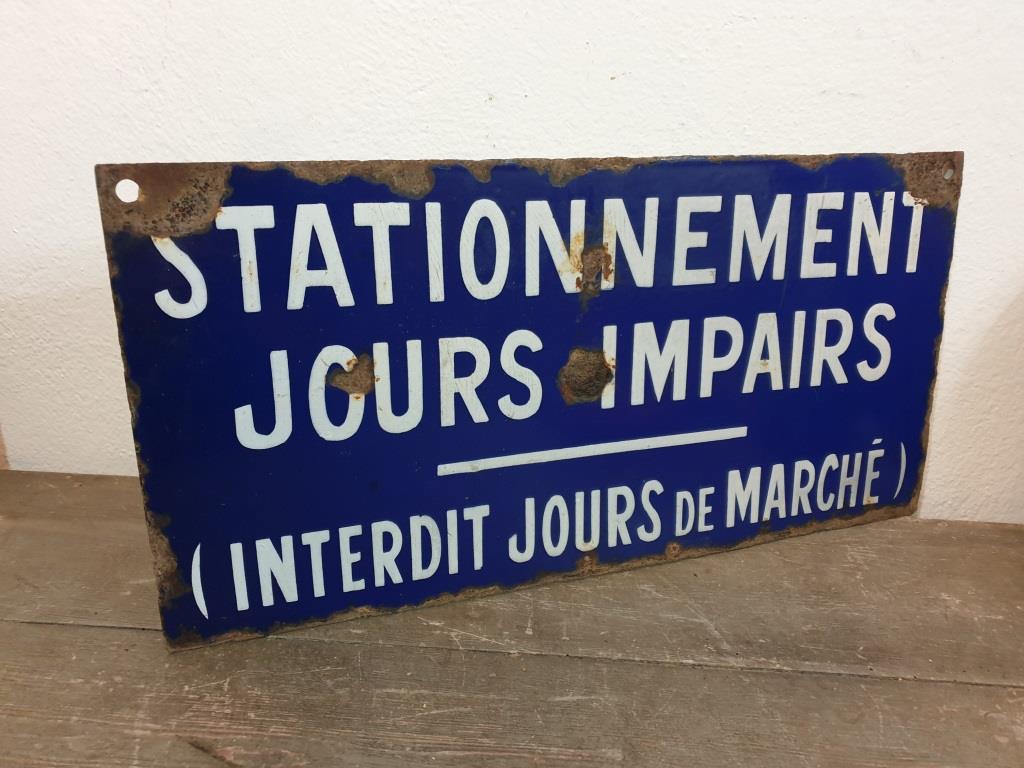 STATIONNEMENT
JOURS IMPAIRS
(INTERDIT JOURS DE MARCHÉ)